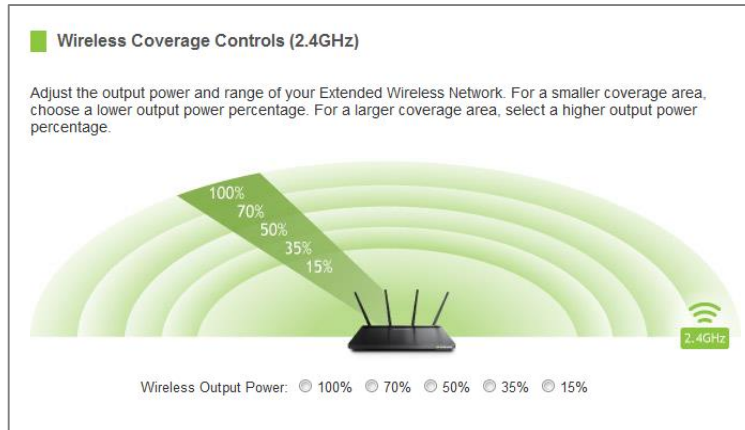 Wireless Coverage Controls (2.4GHz)
Adjust the output power and range of your Extended Wireless Network. For a smaller coverage area,
choose a lower output power percentage. For a larger coverage area, select a higher output power
percentage.
100%
70%
50%
35%
15%
2.4GHz
Wireless Output Power: 100% 70% 50% 35% 15%